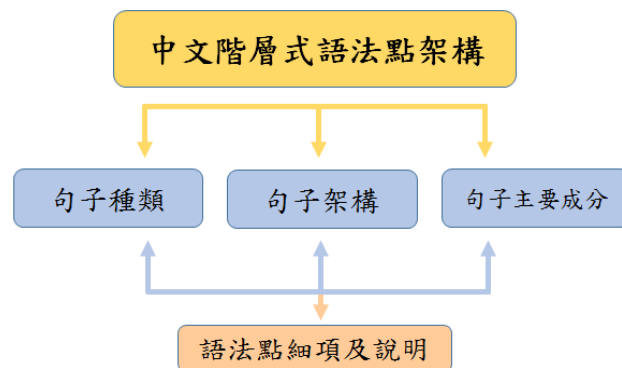 中文階層式語法點架構
句子種類
句子架構
句子主要成分
語法點細項及說明